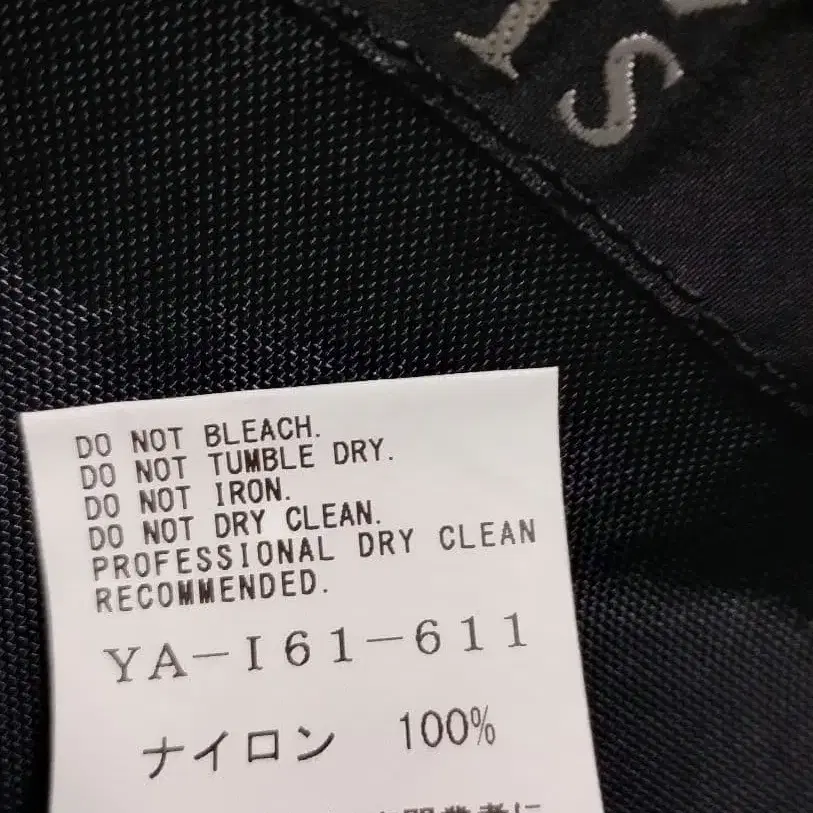 DO NOT BLEACH.
DO NOT TUMBLE DRY.
DO NOT IRON.
DO NOT DRY CLEAN.
PROFESSIONAL DRY CLEAN
RECOMMENDED.
YA-I61-611
ナイロン 100%